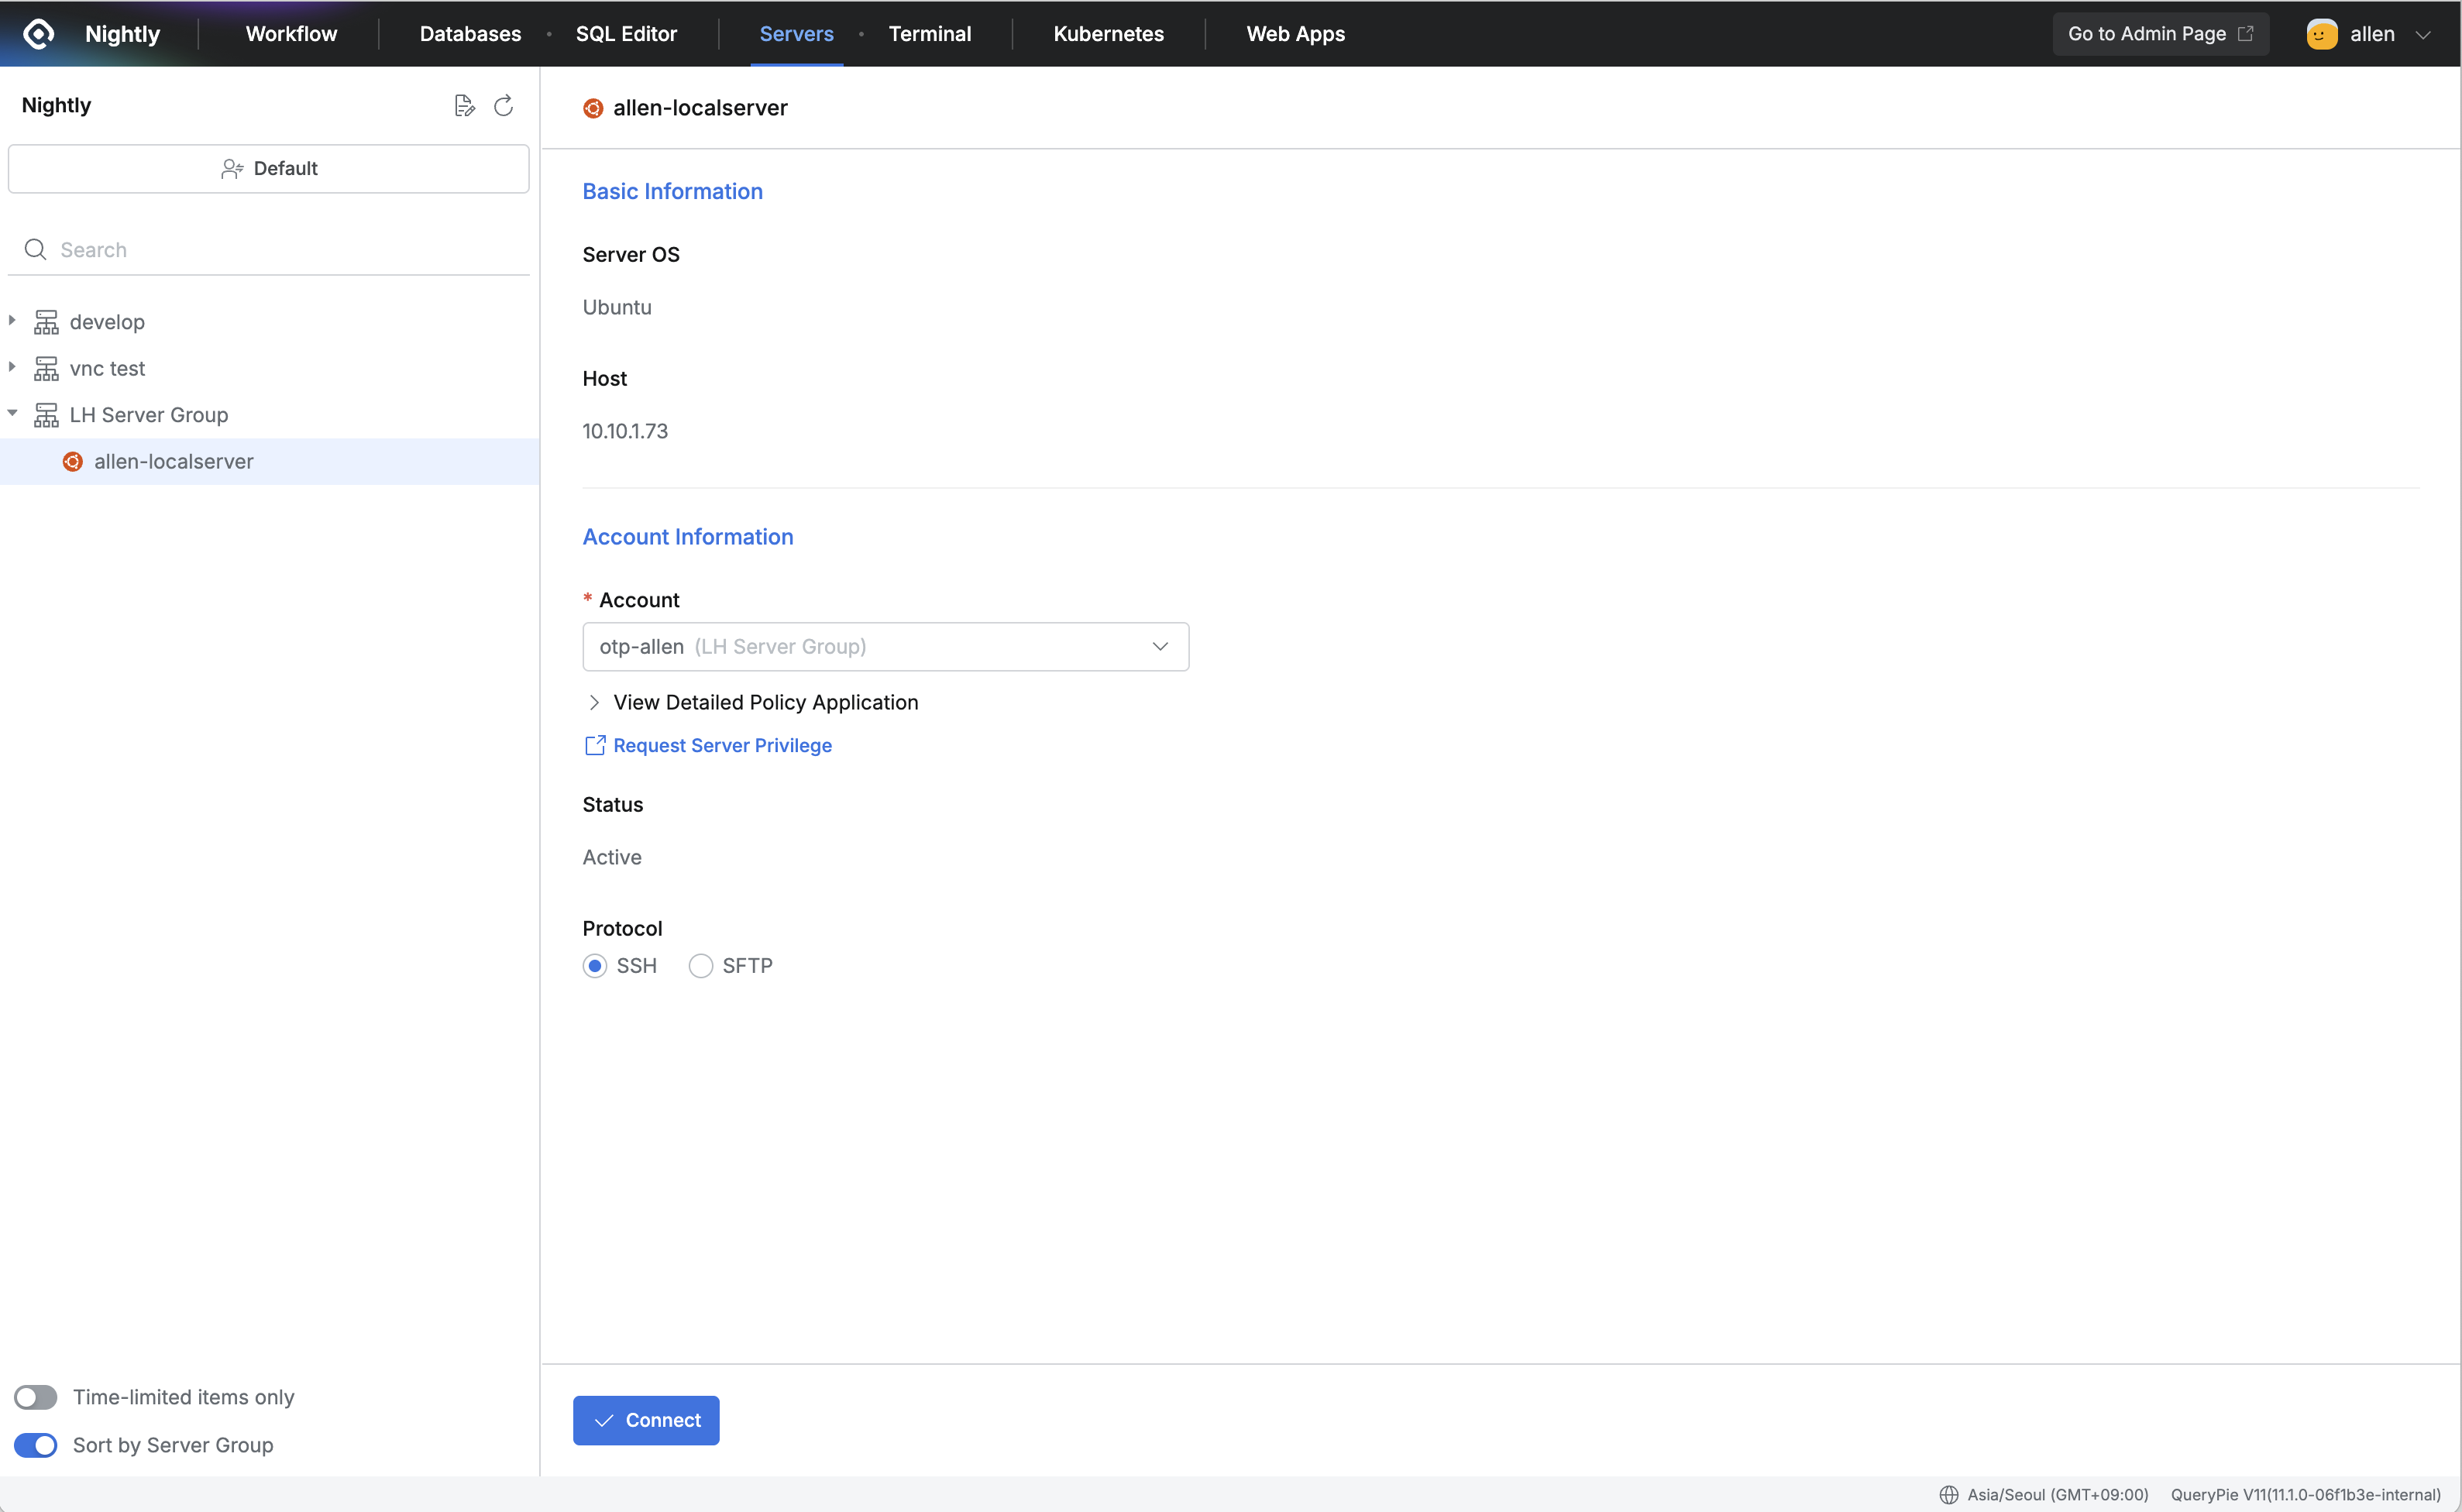 Nightly
Workflow
Databases
SQL Editor
Servers
Terminal
Kubernetes
Web Apps
Go to Admin Page
allen
Nightly
Default
Search
develop
vnc test
LH Server Group
allen-localserver
Time-limited items only
Sort by Server Group
allen-localserver
Basic Information
Server OS
Ubuntu
Host
10.10.1.73
Account Information
* Account
otp-allen (LH Server Group)
View Detailed Policy Application
Request Server Privilege
Status
Active
Protocol
SSH SFTP
Connect
Asia/Seoul (GMT+09:00) QueryPie V11(11.1.0-06f1b3e-internal)